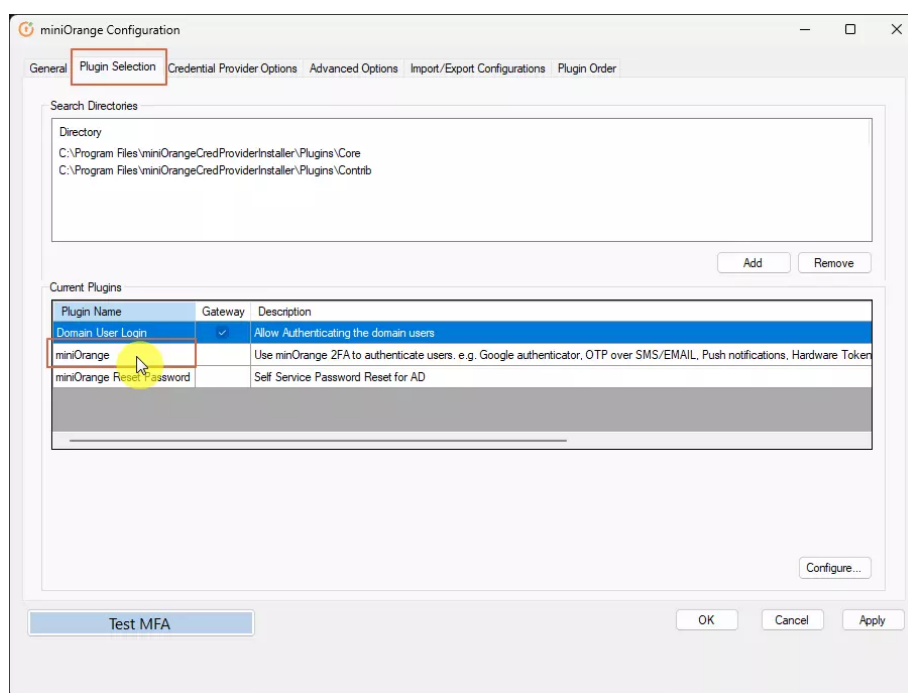 miniOrange Configuration
General Plugin Selection Credential Provider Options Advanced Options Import/Export Configurations Plugin Order
Search Directories
Directory
C:\Program Files\miniOrangeCredProviderInstaller\Plugins\Core
C:\Program Files\miniOrangeCredProviderInstaller\Plugins\Contrib
Add Remove
Current Plugins
Plugin Name Gateway Description
Domain User Login Allow Authenticating the domain users
miniOrange Use minOrange 2FA to authenticate users. e.g. Google authenticator, OTP over SMS/EMAIL, Push notifications, Hardware Token
miniOrange Reset Password Self Service Password Reset for AD
Configure...
Test MFA OK Cancel Apply